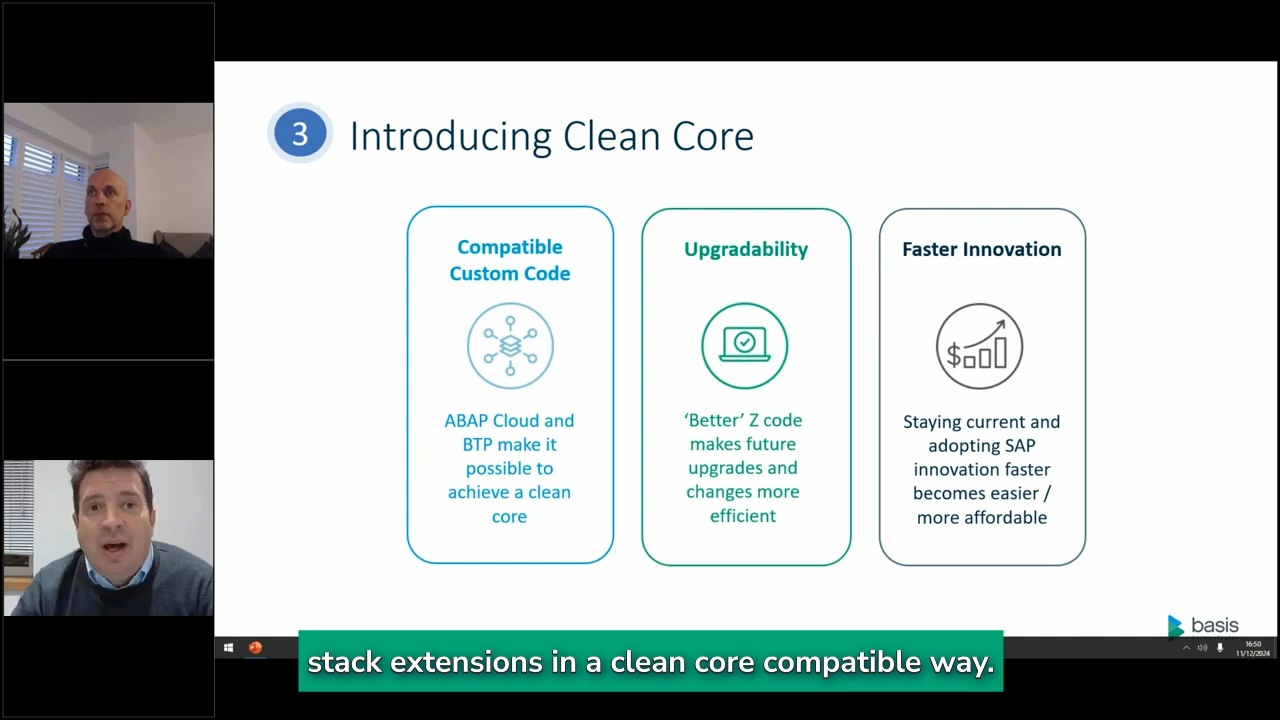 3
Introducing Clean Core
Compatible
Custom Code
ABAP Cloud and
BTP make it
possible to
achieve a clean
core
Upgradability
‘Better’ Z code
makes future
upgrades and
changes more
efficient
Faster Innovation
$
Staying current and
adopting SAP
innovation faster
becomes easier /
more affordable
basis
16:50
11/12/2024
stack extensions in a clean core compatible way.